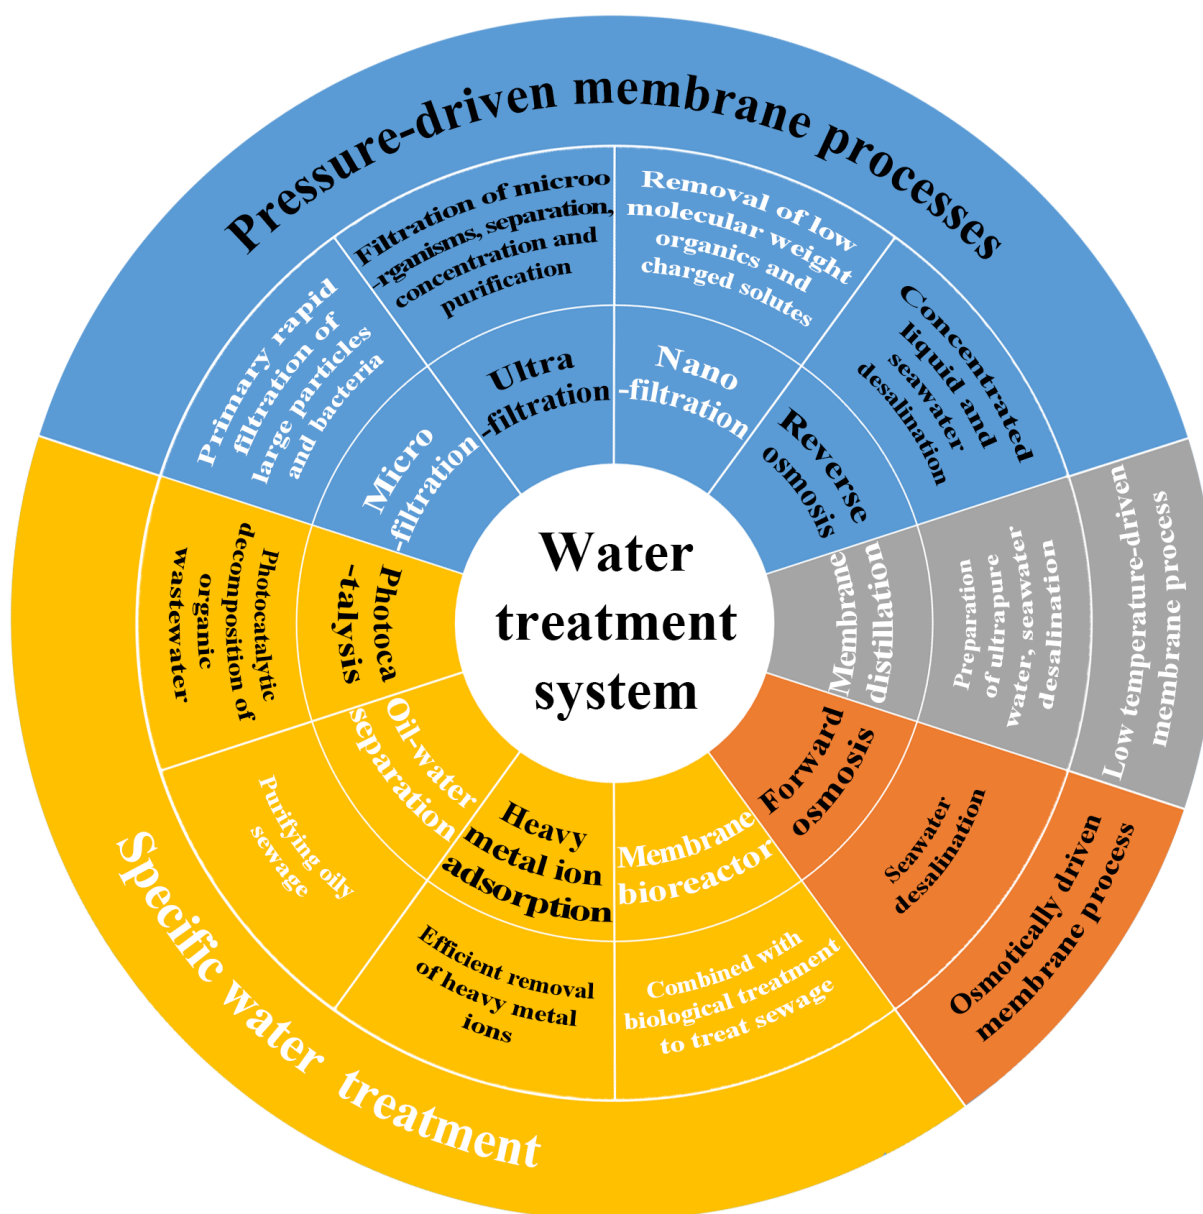 Pressure-driven membrane processes
Primary rapid
filtration of
large particles
and bacteria
Filtration of microo
-rganisms, separation,
concentration and
purification
Removal of low
molecular weight
organics and
charged solutes
Concentrated
liquid and
seawater
desalination
Micro
-filtration
Ultra
-filtration
Nano
-filtration
Reverse
osmosis
Water
treatment
system
Membrane
distillation
Preparation
of ultrapure
water, seawater
desalination
Low temperature-driven
membrane process
Forward
osmosis
Seawater
desalination
Osmotically driven
membrane process
Photoca
-talysis
Photocatalytic
decomposition of
organic
wastewater
Oil-water
separation
Purifying oily
sewage
Heavy
metal ion
adsorption
Efficient removal
of heavy metal
ions
Membrane
bioreactor
Combined with
biological treatment
to treat sewage
Specific water treatment